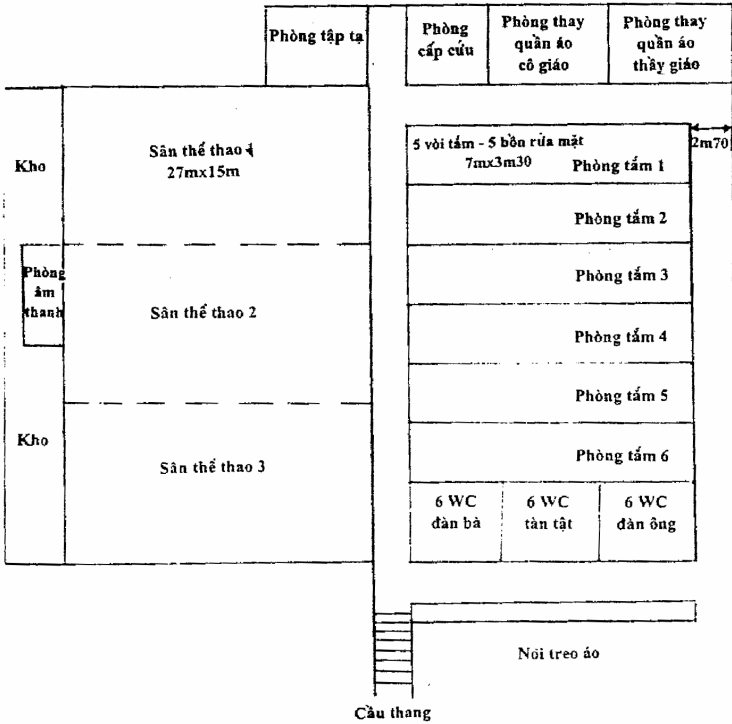 Phòng tập tạ
Phòng
cấp cứu
Phòng thay
quần áo
cô giáo
Phòng thay
quần áo
thầy giáo
Kho
Sân thể thao 1
27mx15m
5 vòi tắm - 5 bồn rửa mặt
7mx3m30
Phòng tắm 1
2m70
Phòng tắm 2
Phòng
âm
thanh
Sân thể thao 2
Phòng tắm 3
Phòng tắm 4
Phòng tắm 5
Kho
Sân thể thao 3
Phòng tắm 6
6 WC
đàn bà
6 WC
tàn tật
6 WC
đàn ông
Nơi treo áo
Cầu thang